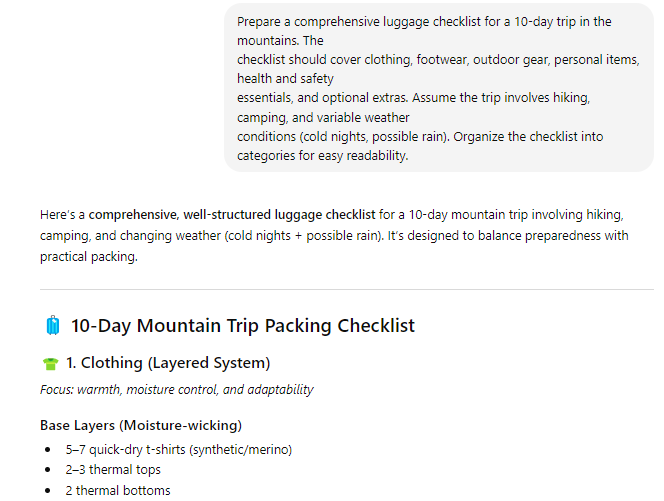 Prepare a comprehensive luggage checklist for a 10-day trip in the
mountains. The
checklist should cover clothing, footwear, outdoor gear, personal items,
health and safety
essentials, and optional extras. Assume the trip involves hiking,
camping, and variable weather
conditions (cold nights, possible rain). Organize the checklist into
categories for easy readability.
Here's a comprehensive, well-structured luggage checklist for a 10-day mountain trip involving hiking,
camping, and changing weather (cold nights + possible rain). It's designed to balance preparedness with
practical packing.
🧳 10-Day Mountain Trip Packing Checklist
👕 1. Clothing (Layered System)
Focus: warmth, moisture control, and adaptability
Base Layers (Moisture-wicking)
• 5–7 quick-dry t-shirts (synthetic/merino)
• 2–3 thermal tops
• 2 thermal bottoms